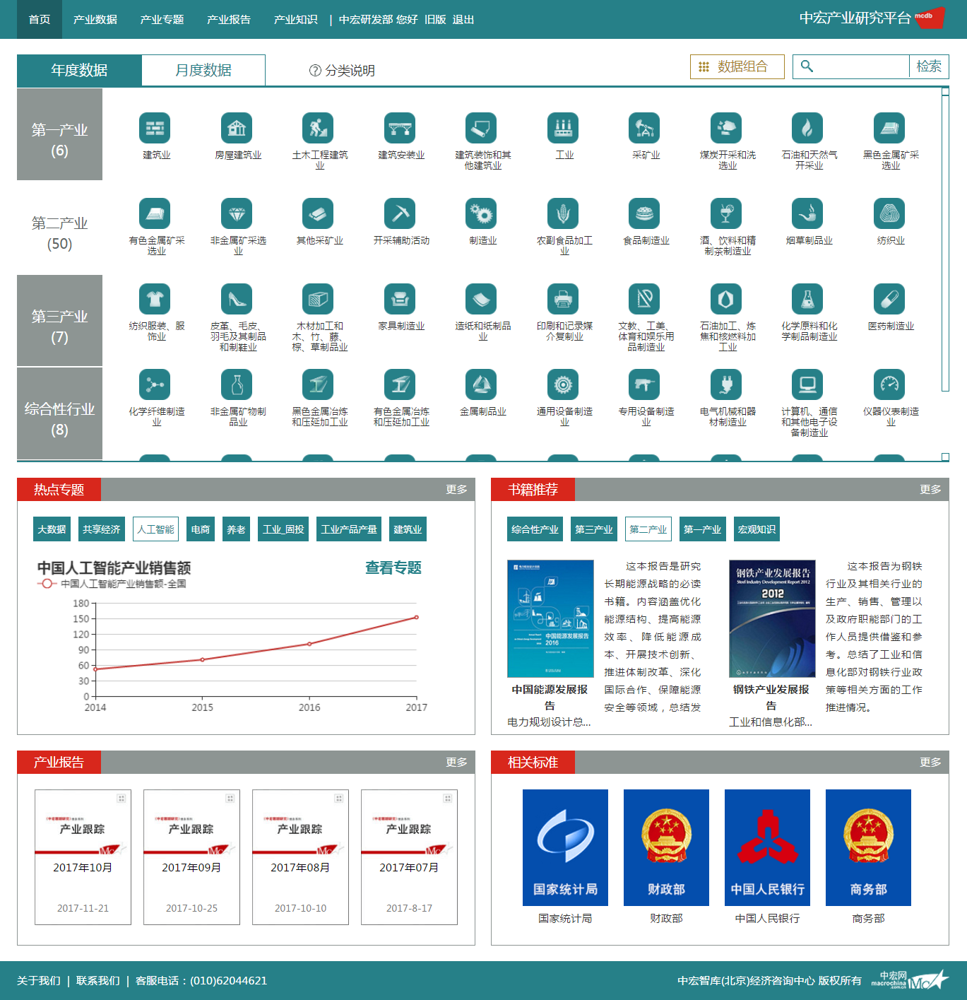 首页 产业数据 产业专题 产业报告 产业知识 | 中宏研发部 您好 旧版 退出
中宏产业研究平台 mcdb
年度数据 月度数据 ? 分类说明 数据组合 检索
第一产业
(6)
第二产业
(50)
第三产业
(7)
综合性行业
(8)
建筑业
房屋建筑业
土木工程建筑
业
建筑安装业
建筑装饰和其
他建筑业
工业
采矿业
煤炭开采和洗
选业
石油和天然气
开采业
黑色金属矿采
选业
有色金属矿采
选业
非金属矿采选
业
其他采矿业
开采辅助活动
制造业
农副食品加工
业
食品制造业
酒、饮料和精
制茶制造业
烟草制品业
纺织业
纺织服装、服
饰业
皮革、毛皮、
羽毛及其制品
和制鞋业
木材加工和
木、竹、藤、
棕、草制品业
家具制造业
造纸和纸制品
业
印刷和记录媒
介复制业
文教、工美、
体育和娱乐用
品制造业
石油加工、炼
焦和核燃料加
工业
化学原料和化
学制品制造业
医药制造业
化学纤维制造
业
非金属矿物制
品业
黑色金属冶炼
和压延加工业
有色金属冶炼
和压延加工业
金属制品业
通用设备制造
业
专用设备制造
业
电气机械和器
材制造业
计算机、通信
和其他电子设
备制造业
仪器仪表制造
业
热点专题 更多
大数据 共享经济 人工智能 电商 养老 工业_固投 工业产品产量 建筑业
中国人工智能产业销售额 查看专题
中国人工智能产业销售额-全国
180
150
120
90
60
30
0
2014 2015 2016 2017
书籍推荐 更多
综合性产业 第三产业 第二产业 第一产业 宏观知识
中国能源发展报告
2016
中国能源发展报
告
电力规划设计总...
这本报告是研究
长期能源战略的必读
书籍。内容涵盖优化
能源结构、提高能源
效率、降低能源成
本、开展技术创新、
推进体制改革、深化
国际合作、保障能源
安全等领域，总结发
钢铁产业发展报告
Steel Industry Development Report 2012
2012
钢铁产业发展报
告
工业和信息化部...
这本报告为钢铁
行业及其相关行业的
生产、销售、管理以
及政府职能部门的工
作人员提供借鉴和参
考。总结了工业和信
息化部对钢铁行业政
策等相关方面的工作
推进情况。
产业报告 更多
产业跟踪
2017年10月
2017-11-21
产业跟踪
2017年09月
2017-10-25
产业跟踪
2017年08月
2017-10-10
产业跟踪
2017年07月
2017-8-17
相关标准 更多
国家统计局 财政部 中国人民银行 商务部
国家统计局 财政部 中国人民银行 商务部
关于我们 | 联系我们 | 客服电话：(010)62044621
中宏智库(北京)经济咨询中心 版权所有
中宏网
macrochina
.com.cn